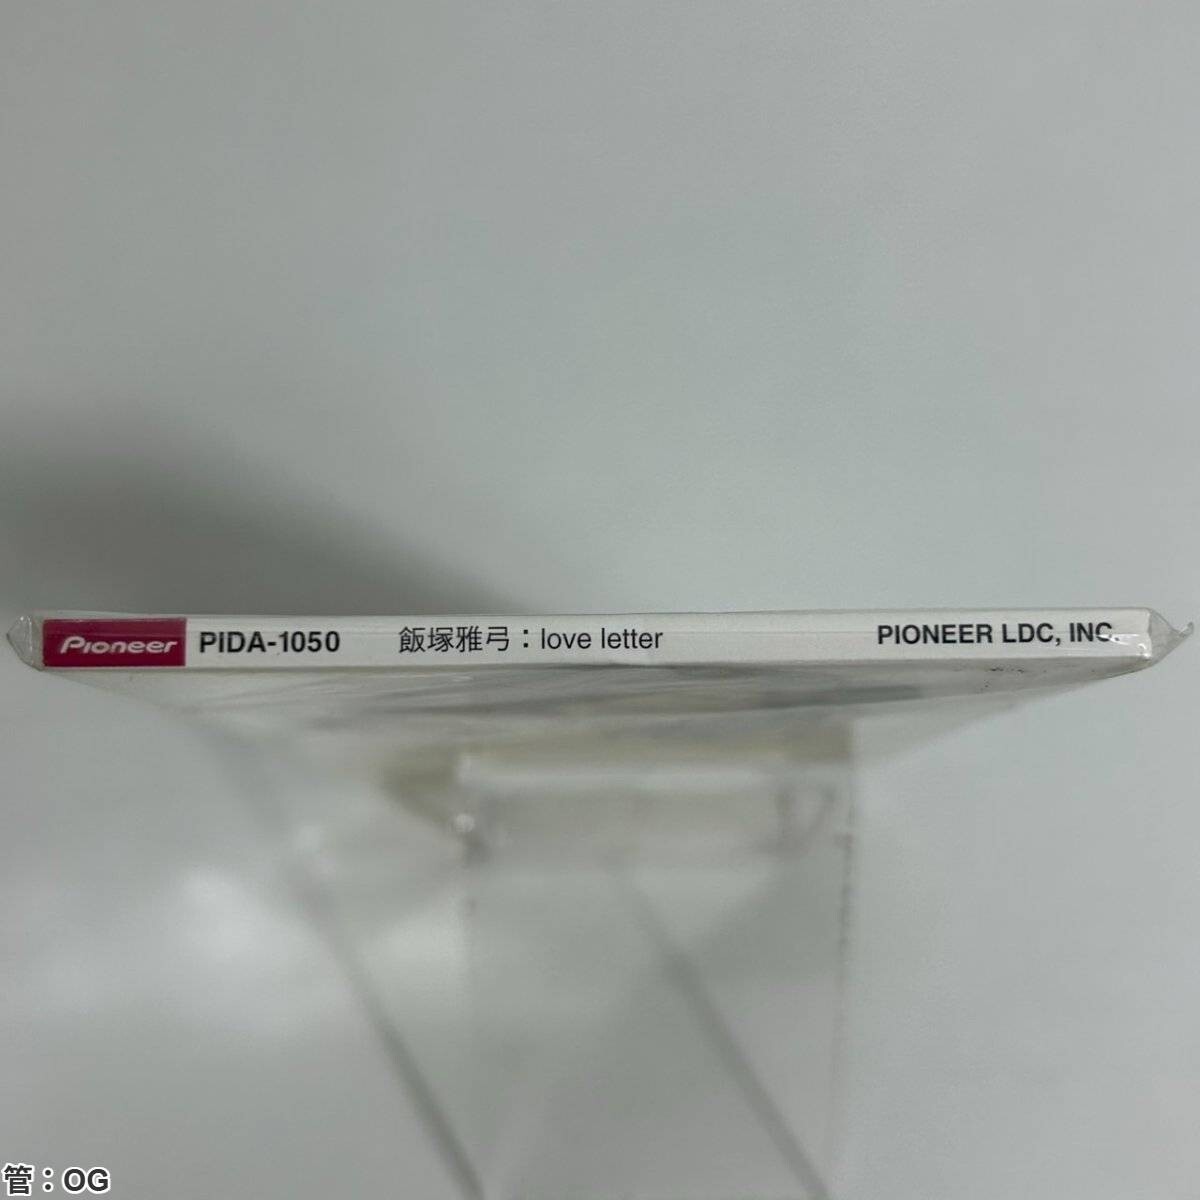 Pioneer PIDA-1050 飯塚雅弓：love letter PIONEER LDC, INC.
管：OG